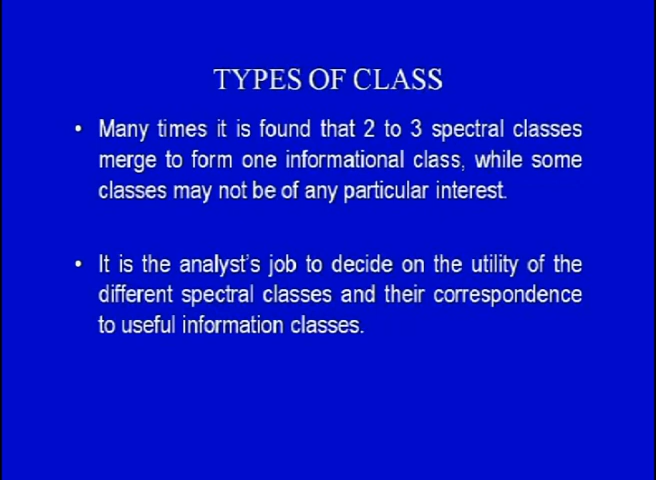 TYPES OF CLASS
• Many times it is found that 2 to 3 spectral classes
merge to form one informational class, while some
classes may not be of any particular interest.
• It is the analyst's job to decide on the utility of the
different spectral classes and their correspondence
to useful information classes.